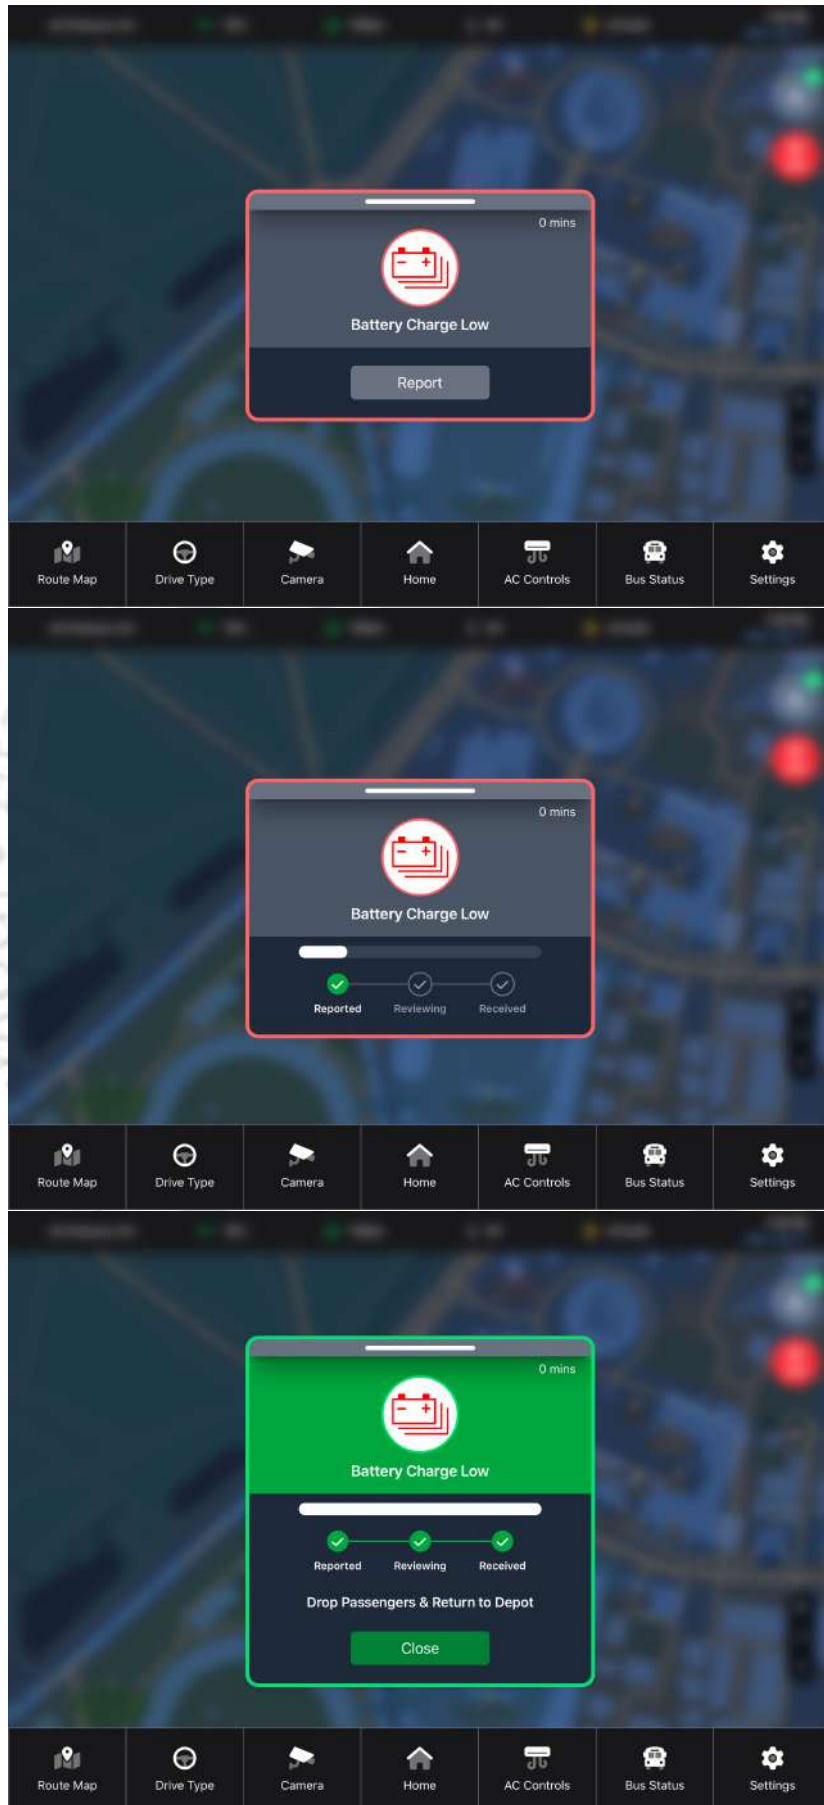 0 mins
Battery Charge Low
Report
Route Map
Drive Type
Camera
Home
AC Controls
Bus Status
Settings
0 mins
Battery Charge Low
Reported
Reviewing
Received
Route Map
Drive Type
Camera
Home
AC Controls
Bus Status
Settings
0 mins
Battery Charge Low
Reported
Reviewing
Received
Drop Passengers & Return to Depot
Close
Route Map
Drive Type
Camera
Home
AC Controls
Bus Status
Settings